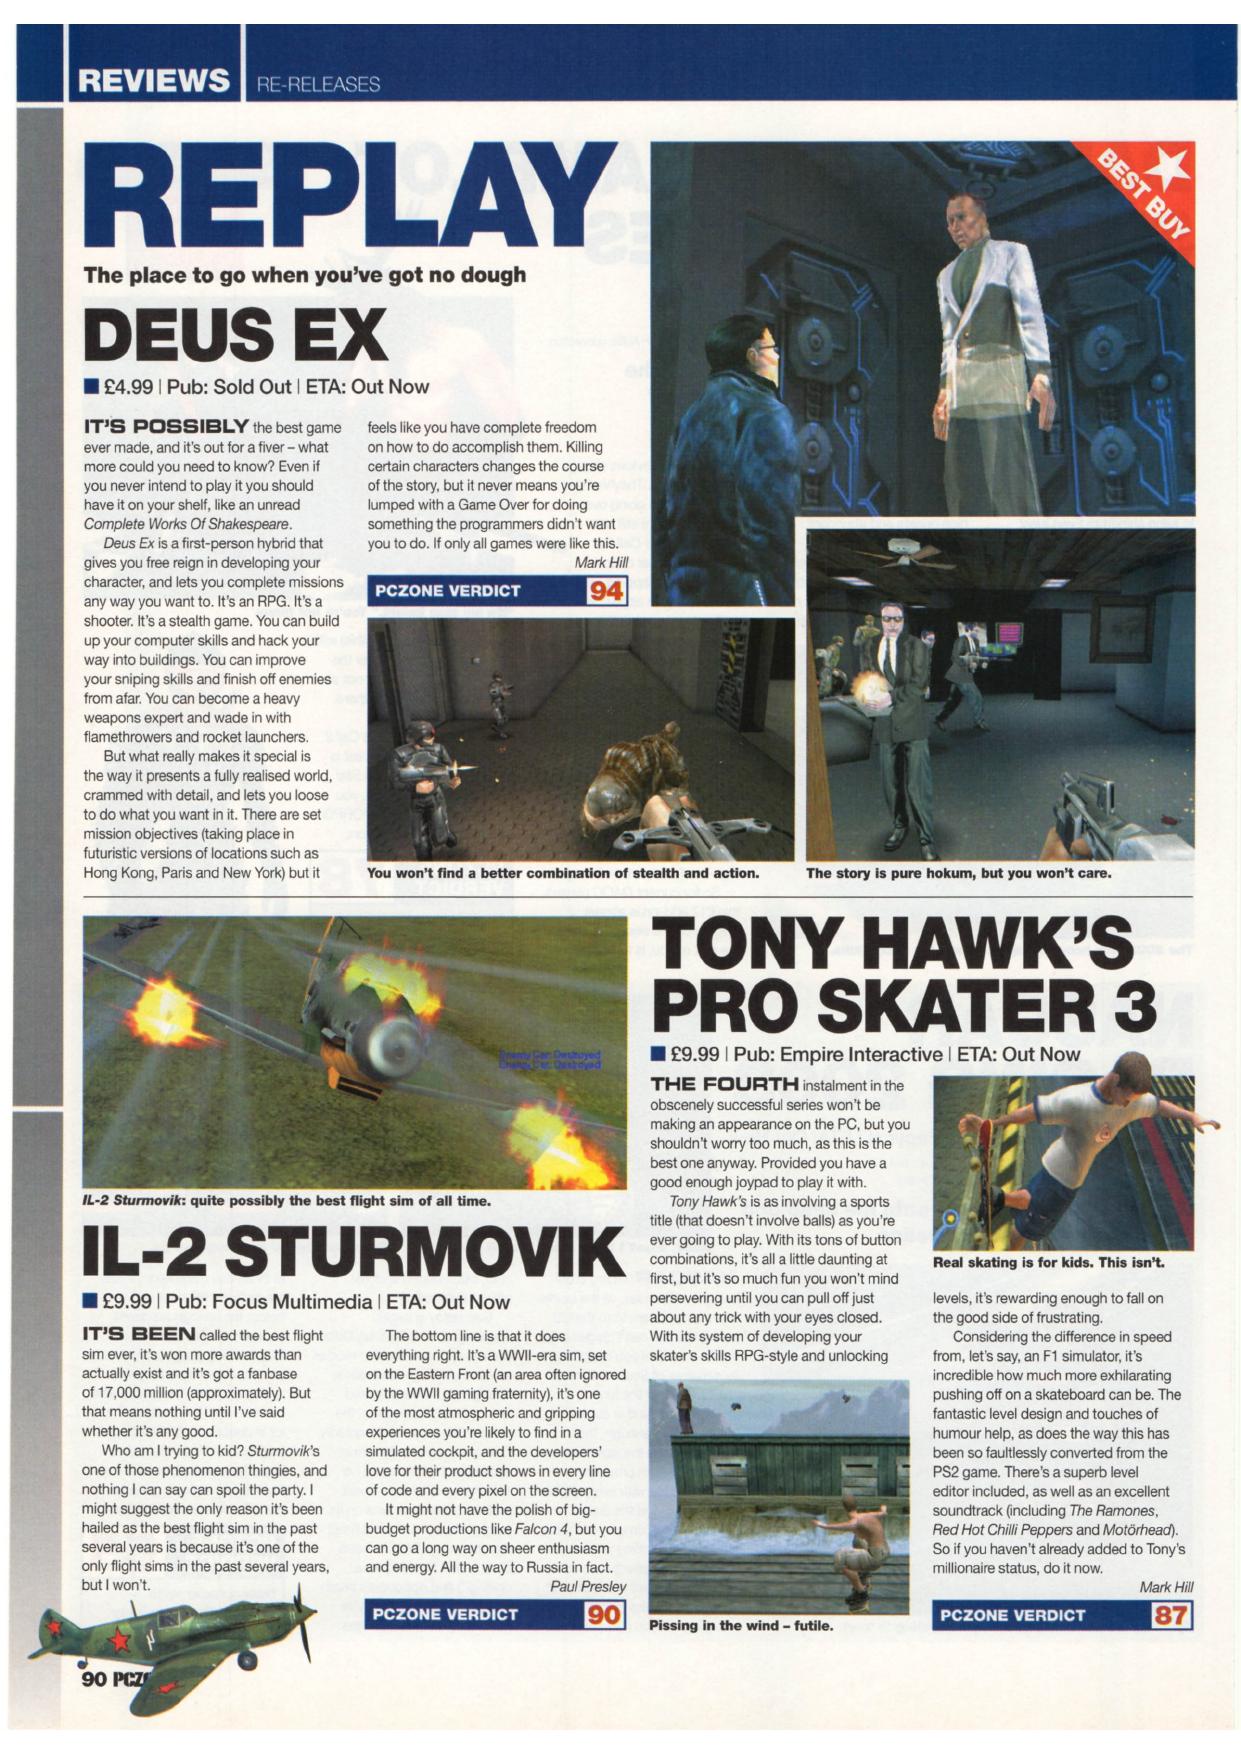 REVIEWS
RE-RELEASES
REPLAY
The place to go when you've got no dough
DEUS EX
£4.99 | Pub: Sold Out | ETA: Out Now
IT'S POSSIBLY the best game
ever made, and it's out for a fiver – what
more could you need to know? Even if
you never intend to play it you should
have it on your shelf, like an unread
Complete Works Of Shakespeare.
Deus Ex is a first-person hybrid that
gives you free reign in developing your
character, and lets you complete missions
any way you want to. It's an RPG. It's a
shooter. It's a stealth game. You can build
up your computer skills and hack your
way into buildings. You can improve
your sniping skills and finish off enemies
from afar. You can become a heavy
weapons expert and wade in with
flamethrowers and rocket launchers.
But what really makes it special is
the way it presents a fully realised world,
crammed with detail, and lets you loose
to do what you want in it. There are set
mission objectives (taking place in
futuristic versions of locations such as
Hong Kong, Paris and New York) but it
feels like you have complete freedom
on how to do accomplish them. Killing
certain characters changes the course
of the story, but it never means you're
lumped with a Game Over for doing
something the programmers didn't want
you to do. If only all games were like this.
Mark Hill
PCZONE VERDICT 94
BEST BUY
You won't find a better combination of stealth and action.
The story is pure hokum, but you won't care.
Enemy Car: Destroyed
Enemy Car: Destroyed
IL-2 Sturmovik: quite possibly the best flight sim of all time.
IL-2 STURMOVIK
£9.99 | Pub: Focus Multimedia | ETA: Out Now
IT'S BEEN called the best flight
sim ever, it's won more awards than
actually exist and it's got a fanbase
of 17,000 million (approximately). But
that means nothing until I've said
whether it's any good.
Who am I trying to kid? Sturmovik's
one of those phenomenon thingies, and
nothing I can say can spoil the party. I
might suggest the only reason it's been
hailed as the best flight sim in the past
several years is because it's one of the
only flight sims in the past several years,
but I won't.
The bottom line is that it does
everything right. It's a WWII-era sim, set
on the Eastern Front (an area often ignored
by the WWII gaming fraternity), it's one
of the most atmospheric and gripping
experiences you're likely to find in a
simulated cockpit, and the developers'
love for their product shows in every line
of code and every pixel on the screen.
It might not have the polish of big-
budget productions like Falcon 4, but you
can go a long way on sheer enthusiasm
and energy. All the way to Russia in fact.
Paul Presley
PCZONE VERDICT 90
TONY HAWK'S
PRO SKATER 3
£9.99 | Pub: Empire Interactive | ETA: Out Now
THE FOURTH instalment in the
obscenely successful series won't be
making an appearance on the PC, but you
shouldn't worry too much, as this is the
best one anyway. Provided you have a
good enough joypad to play it with.
Tony Hawk's is as involving a sports
title (that doesn't involve balls) as you're
ever going to play. With its tons of button
combinations, it's all a little daunting at
first, but it's so much fun you won't mind
persevering until you can pull off just
about any trick with your eyes closed.
With its system of developing your
skater's skills RPG-style and unlocking
Real skating is for kids. This isn't.
levels, it's rewarding enough to fall on
the good side of frustrating.
Considering the difference in speed
from, let's say, an F1 simulator, it's
incredible how much more exhilarating
pushing off on a skateboard can be. The
fantastic level design and touches of
humour help, as does the way this has
been so faultlessly converted from the
PS2 game. There's a superb level
editor included, as well as an excellent
soundtrack (including The Ramones,
Red Hot Chilli Peppers and Motörhead).
So if you haven't already added to Tony's
millionaire status, do it now.
Mark Hill
PCZONE VERDICT 87
Pissing in the wind – futile.
90 PCZO